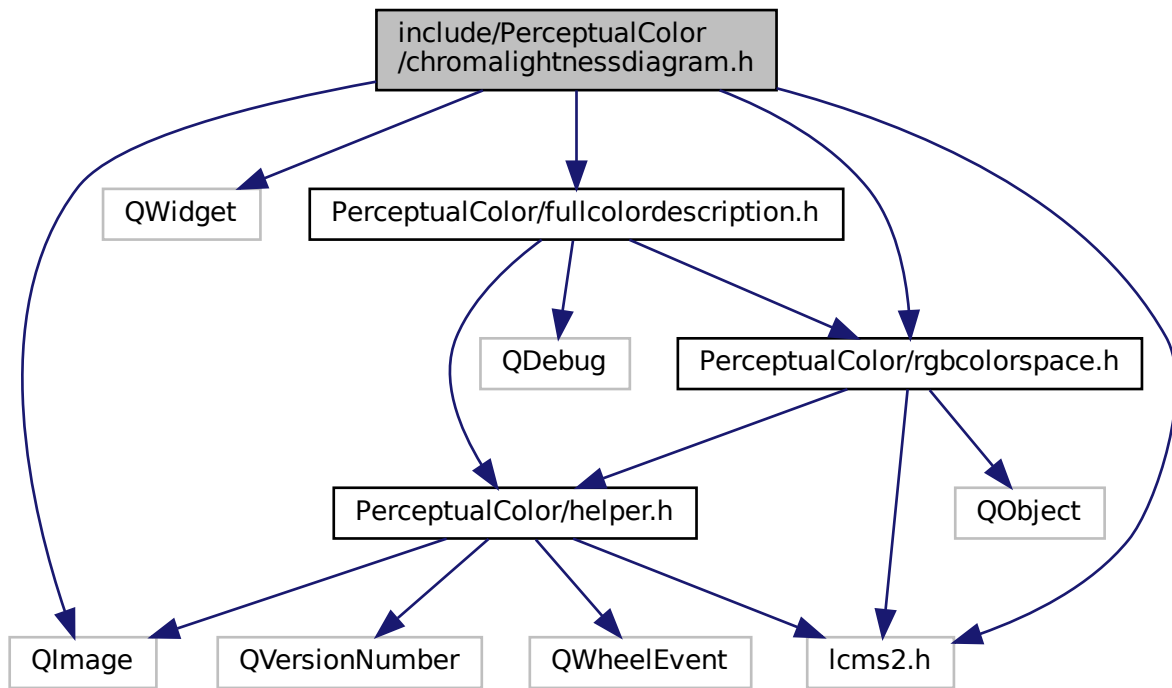 include/PerceptualColor
/chromalightnessdiagram.h
QWidget
PerceptualColor/fullcolordescription.h
QDebug
PerceptualColor/rgbcolorspace.h
PerceptualColor/helper.h
QObject
QImage
QVersionNumber
QWheelEvent
lcms2.h